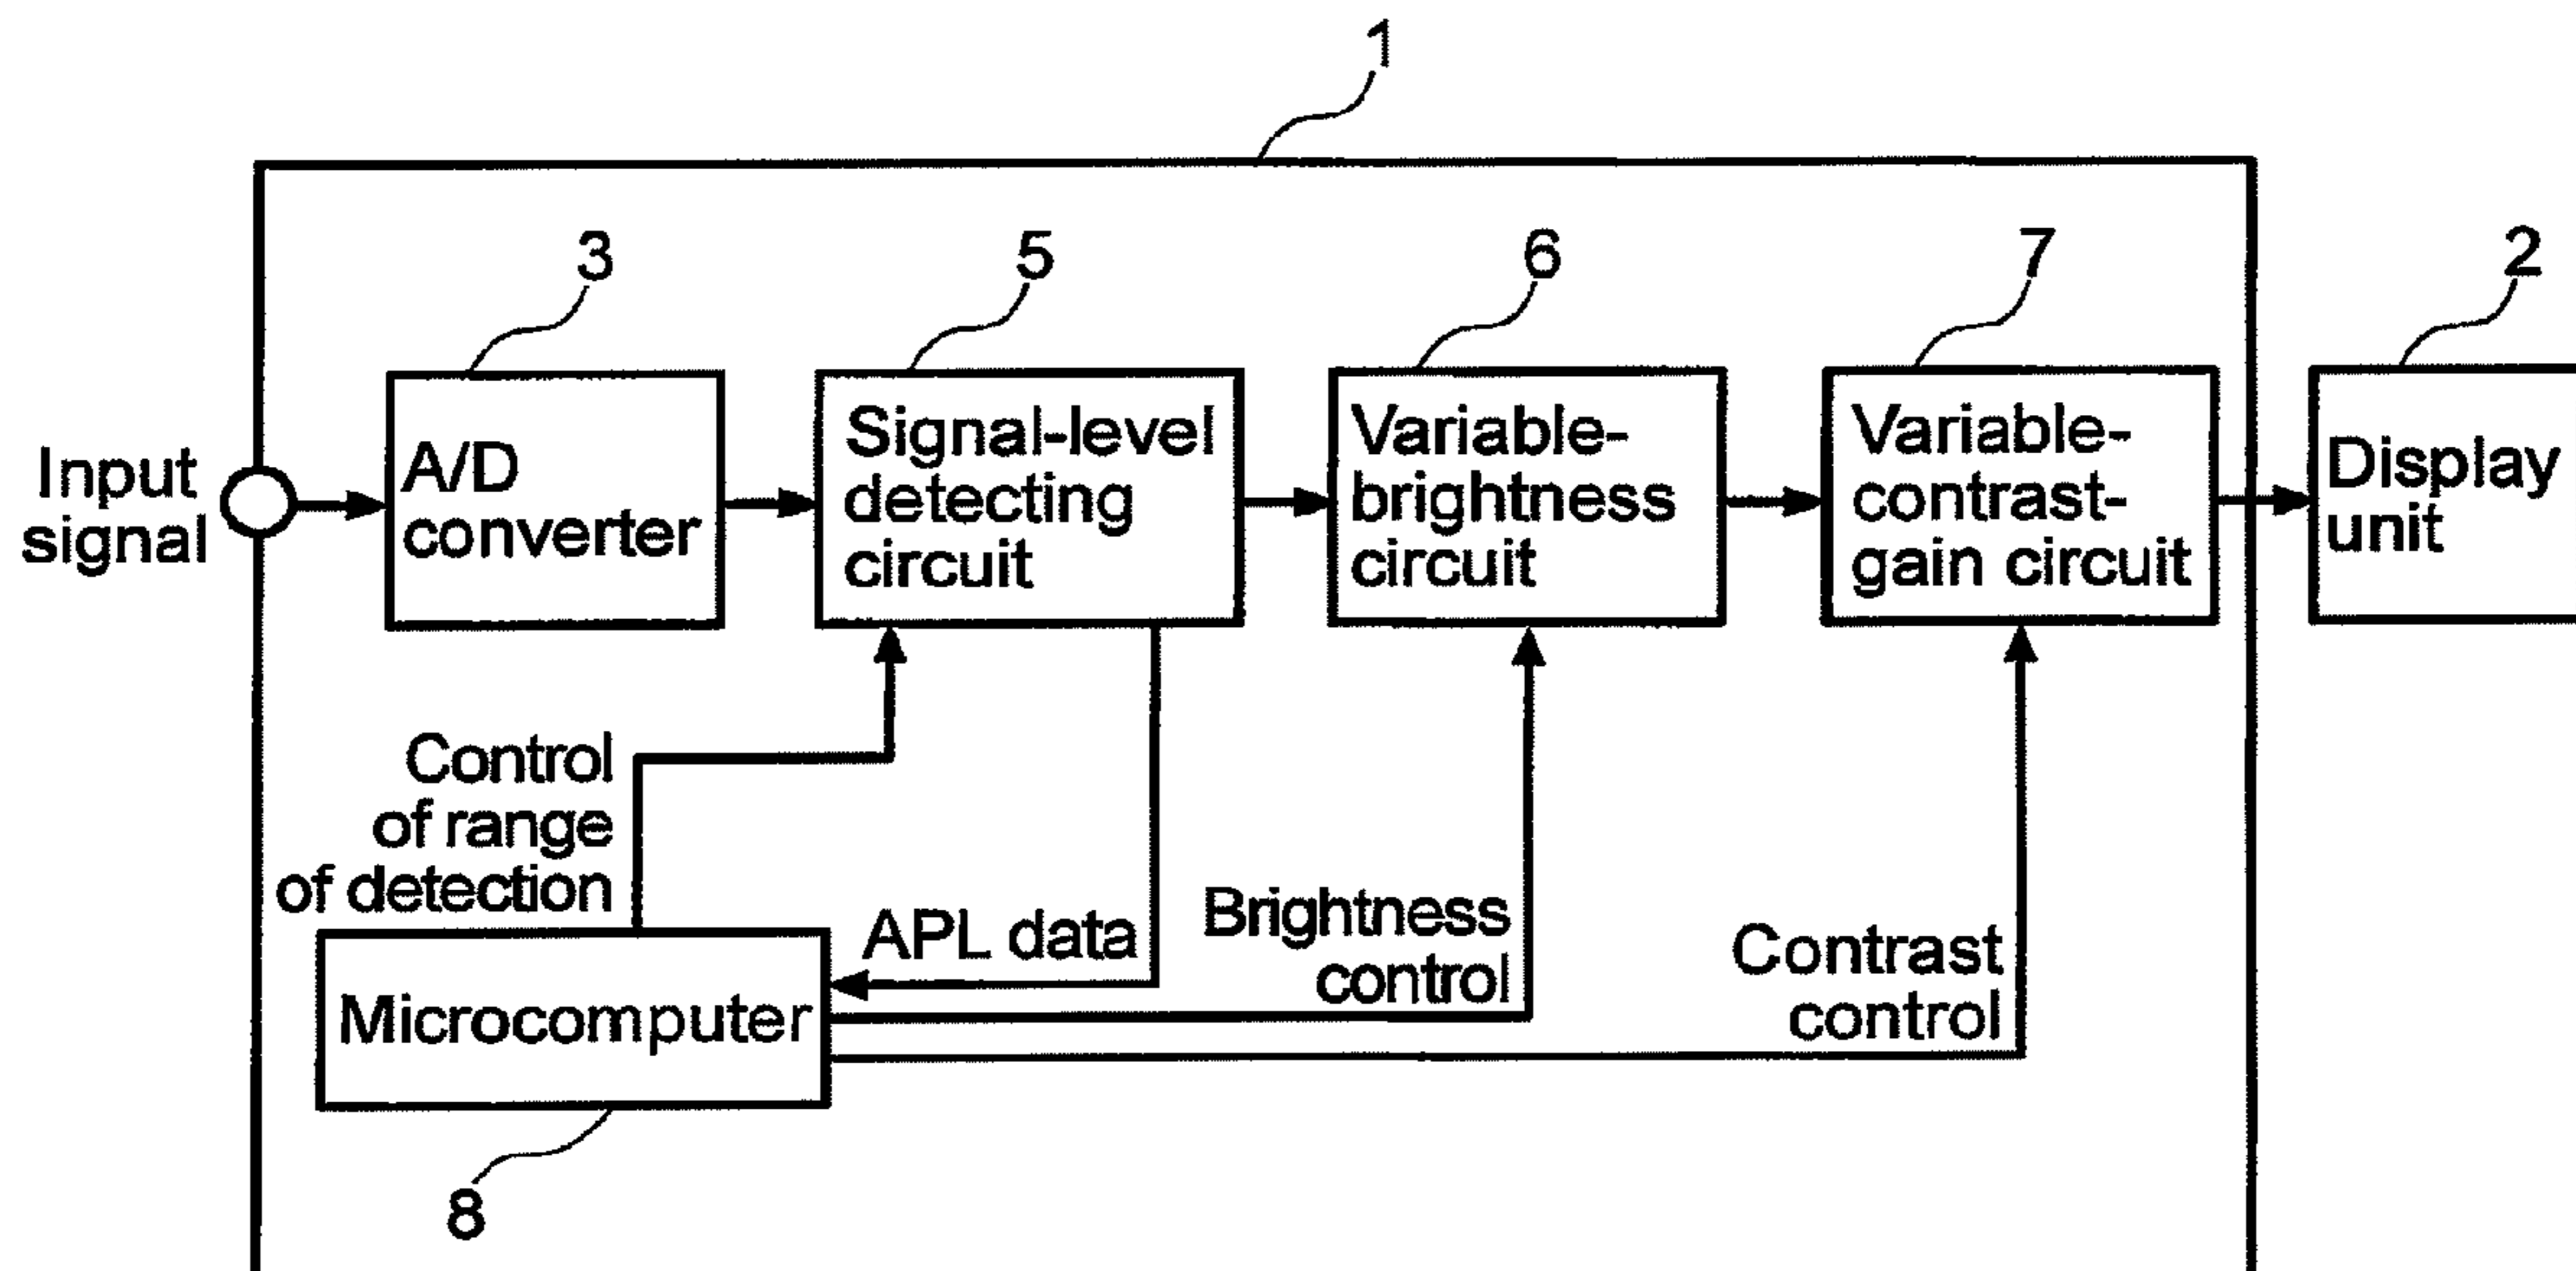 1
3
5
6
7
2
Input
signal
A/D
converter
Signal-level
detecting
circuit
Variable-
brightness
circuit
Variable-
contrast-
gain circuit
Display
unit
Control
of range
of detection
APL data
Brightness
control
Contrast
control
Microcomputer
8